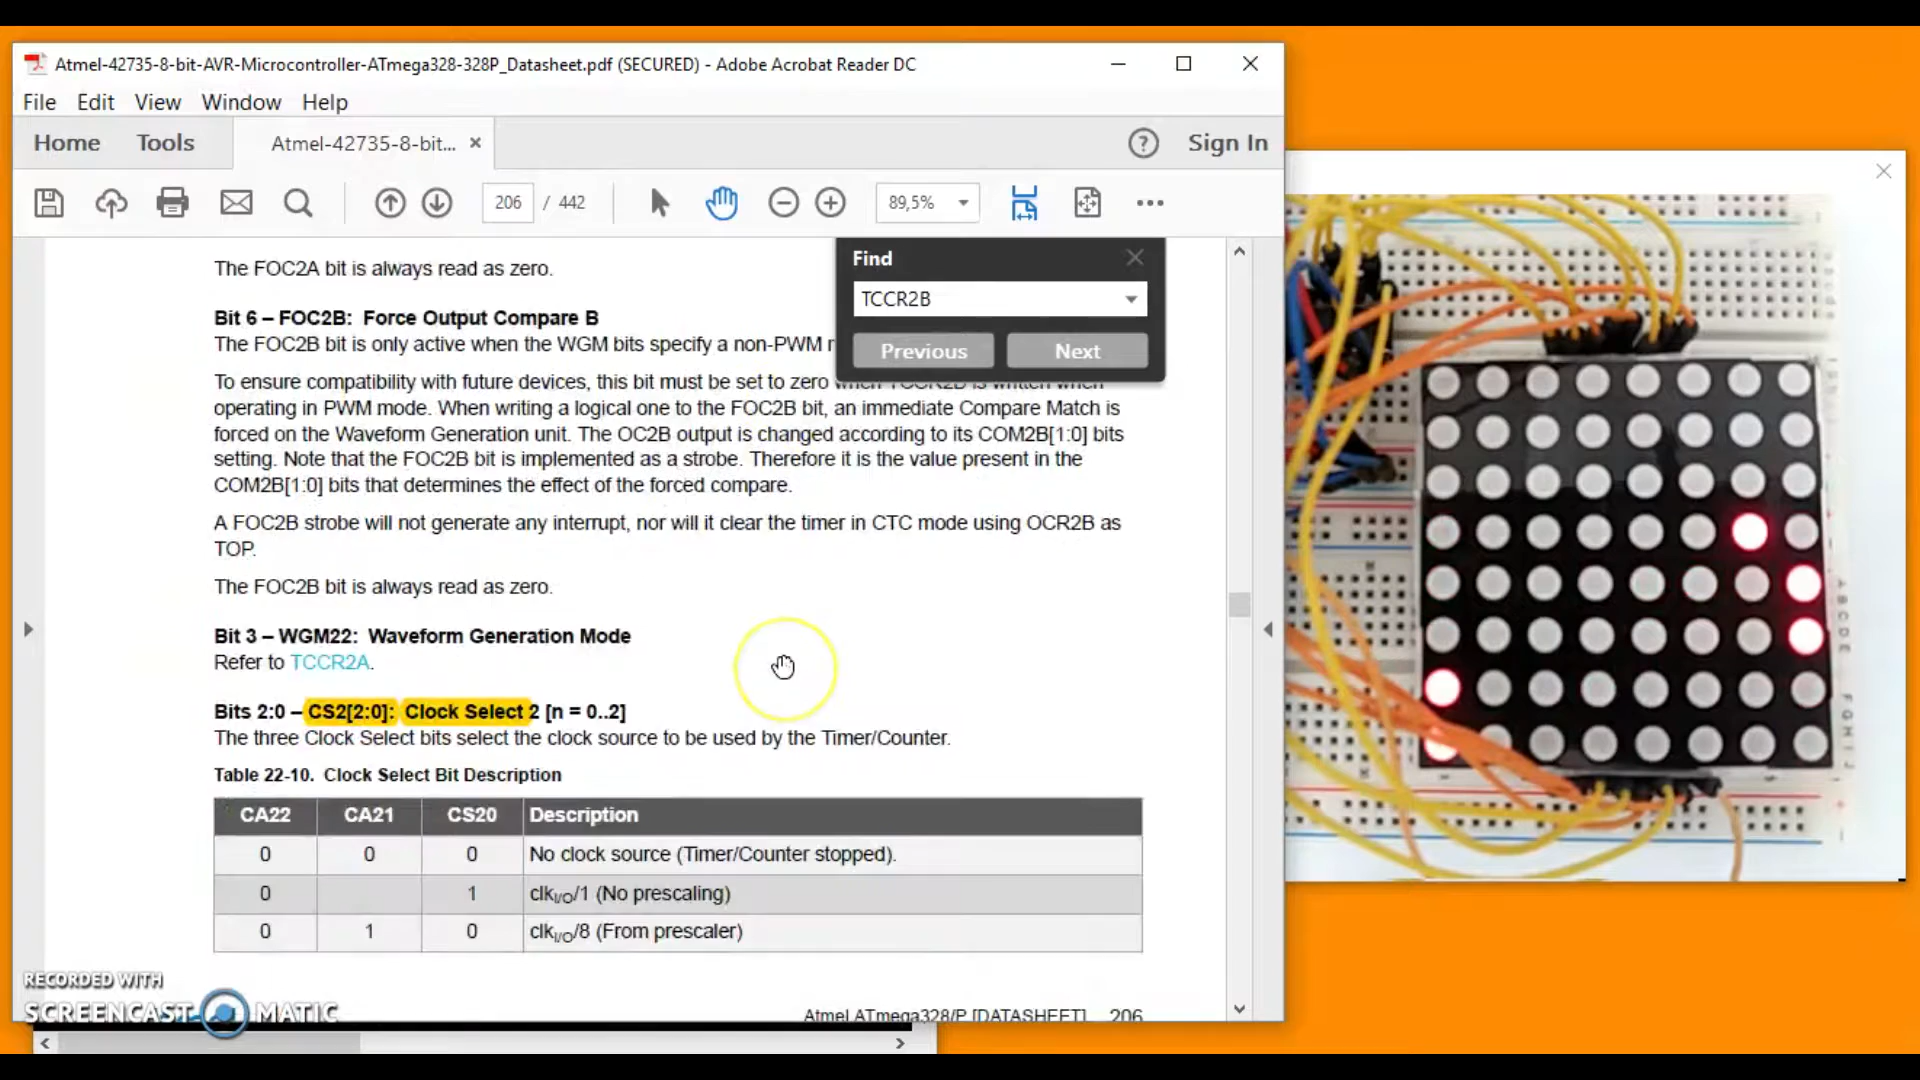 Atmel-42735-8-bit-AVR-Microcontroller-ATmega328-328P_Datasheet.pdf (SECURED) - Adobe Acrobat Reader DC
File Edit View Window Help
Home Tools Atmel-42735-8-bit... × Sign In
206 / 442 89,5%
Find
TCCR2B
Previous Next
The FOC2A bit is always read as zero.
Bit 6 – FOC2B: Force Output Compare B
The FOC2B bit is only active when the WGM bits specify a non-PWM
To ensure compatibility with future devices, this bit must be set to zero when TCCR2B is written when
operating in PWM mode. When writing a logical one to the FOC2B bit, an immediate Compare Match is
forced on the Waveform Generation unit. The OC2B output is changed according to its COM2B[1:0] bits
setting. Note that the FOC2B bit is implemented as a strobe. Therefore it is the value present in the
COM2B[1:0] bits that determines the effect of the forced compare.
A FOC2B strobe will not generate any interrupt, nor will it clear the timer in CTC mode using OCR2B as
TOP.
The FOC2B bit is always read as zero.
Bit 3 – WGM22: Waveform Generation Mode
Refer to TCCR2A.
Bits 2:0 – CS2[2:0]: Clock Select 2 [n = 0..2]
The three Clock Select bits select the clock source to be used by the Timer/Counter.
Table 22-10. Clock Select Bit Description
CA22 CA21 CS20 Description
0 0 0 No clock source (Timer/Counter stopped).
0 1 clkI/O/1 (No prescaling)
0 1 0 clkI/O/8 (From prescaler)
Atmel ATmega328/P [DATASHEET] 206
RECORDED WITH
SCREENCAST MATIC
A B C D E
F G H I J